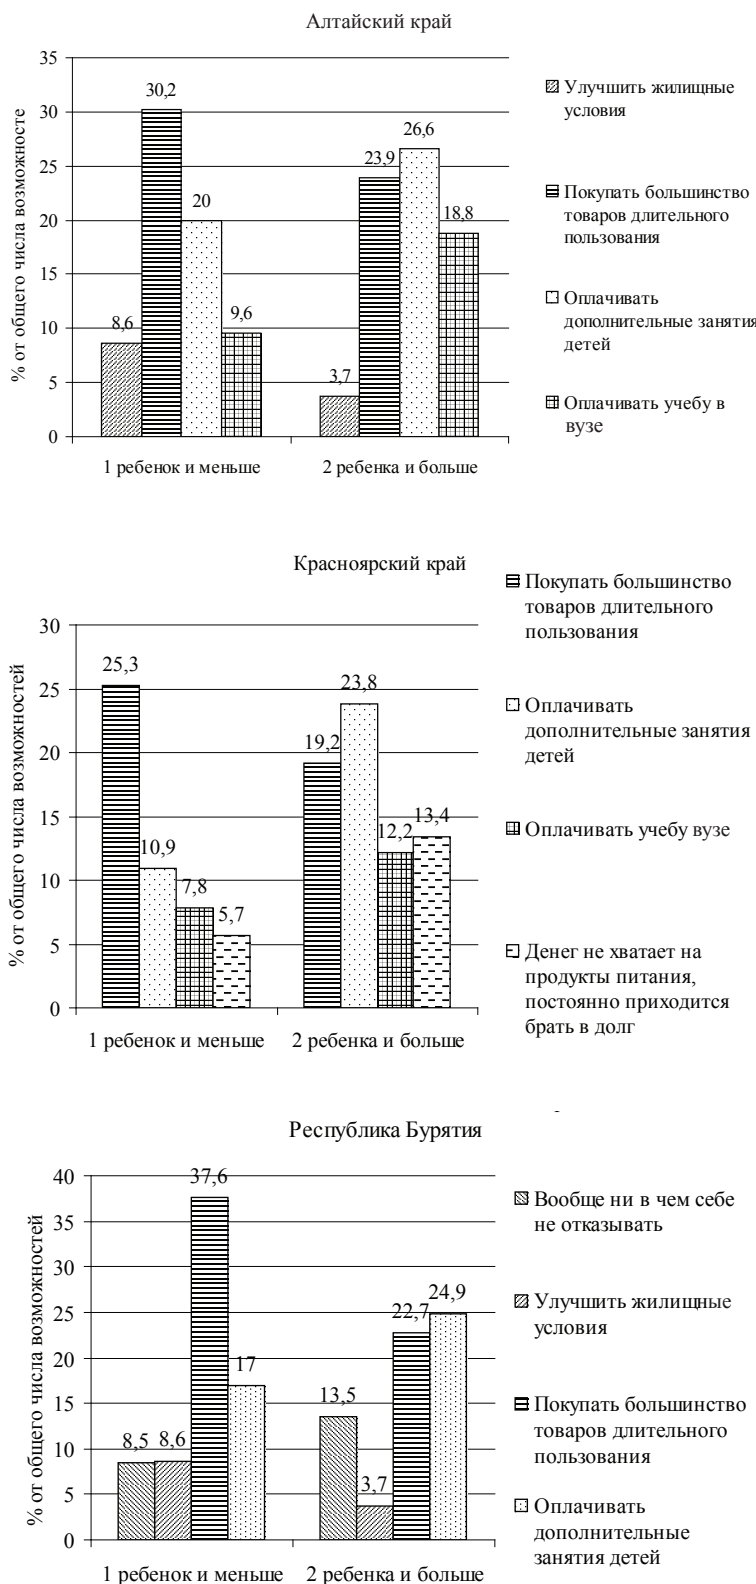 Алтайский край
% от общего числа возможносте
35
30
25
20
15
10
5
0
8,6
30,2
20
9,6
3,7
23,9
26,6
18,8
1 ребенок и меньше
2 ребенка и больше
Улучшить жилищные
условия
Покупать большинство
товаров длительного
пользования
Оплачивать
дополнительные занятия
детей
Оплачивать учебу в
вузе
Красноярский край
% от общего числа возможностей
30
25
20
15
10
5
0
25,3
10,9
7,8
5,7
19,2
23,8
12,2
13,4
1 ребенок и меньше
2 ребенка и больше
Покупать большинство
товаров длительного
пользования
Оплачивать
дополнительные занятия
детей
Оплачивать учебу вузе
Денег не хватает на
продукты питания,
постоянно приходится
брать в долг
Республика Бурятия
% от общего числа возможностей
40
35
30
25
20
15
10
5
0
8,5
8,6
37,6
17
13,5
3,7
22,7
24,9
1 ребенок и меньше
2 ребенка и больше
Вообще ни в чем себе
не отказывать
Улучшить жилищные
условия
Покупать большинство
товаров длительного
пользования
Оплачивать
дополнительные
занятия детей